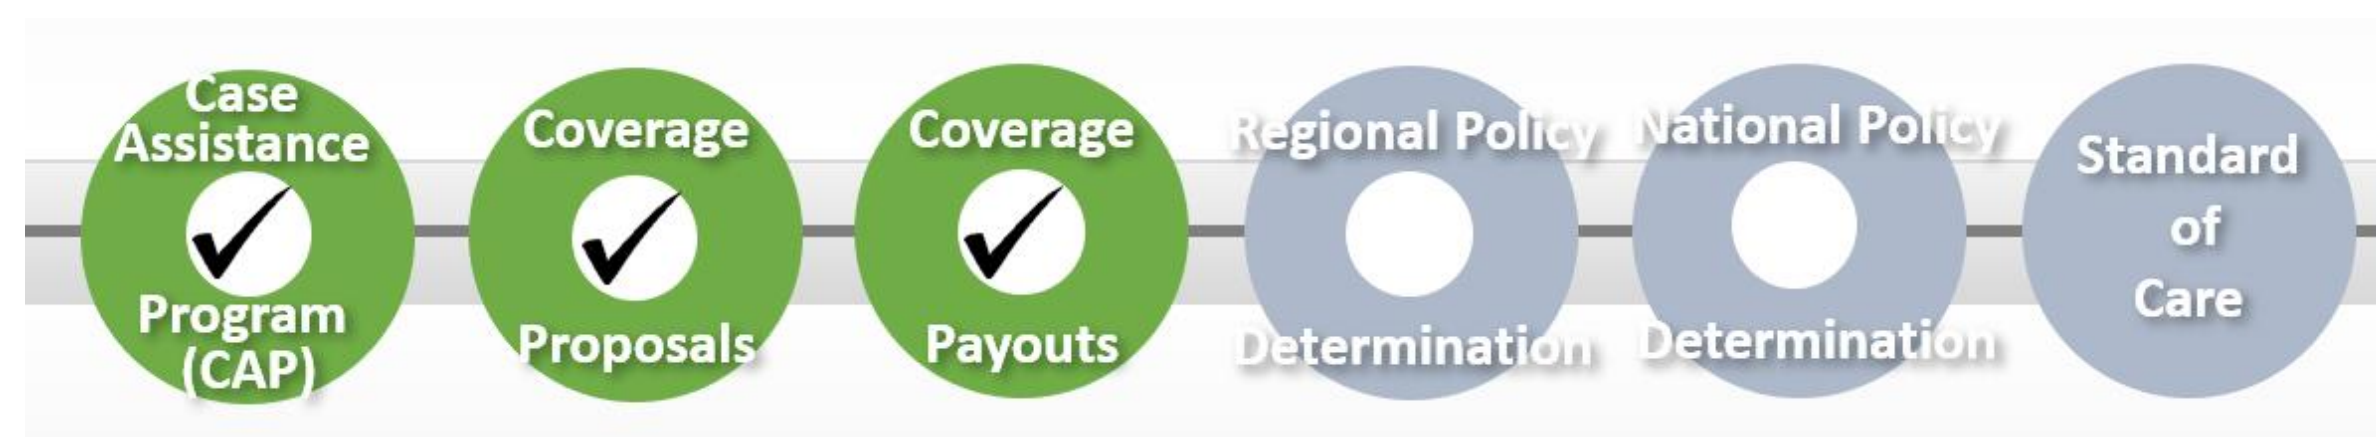 Case
Assistance
Program
(CAP)
Coverage
Proposals
Coverage
Payouts
Regional Policy
Determination
National Policy
Determination
Standard
of
Care